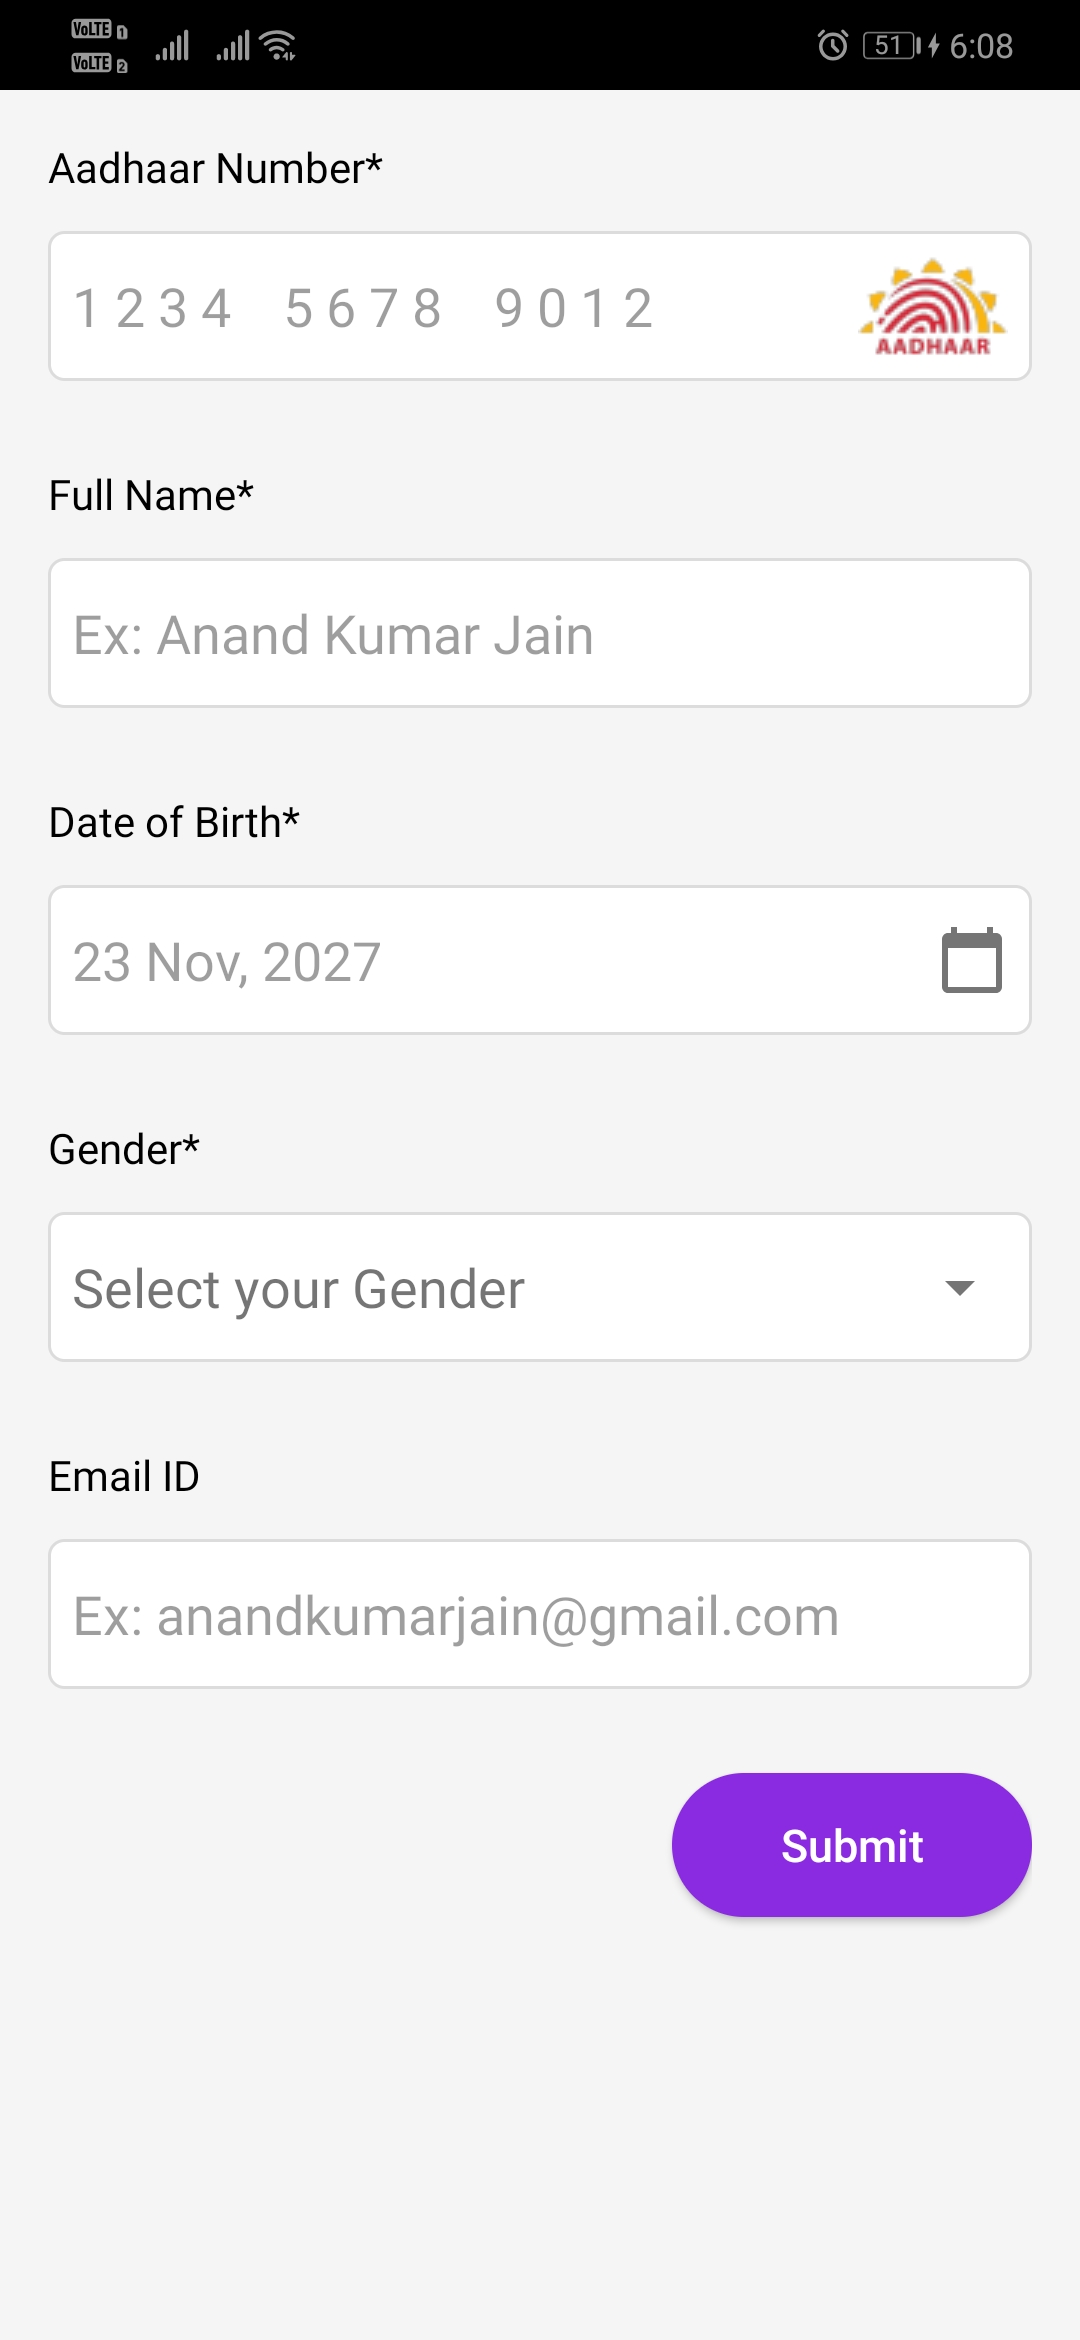 VoLTE 1
VoLTE 2
51 6:08
Aadhaar Number*
1234 5678 9012
AADHAAR
Full Name*
Ex: Anand Kumar Jain
Date of Birth*
23 Nov, 2027
Gender*
Select your Gender
Email ID
Ex: anandkumarjain@gmail.com
Submit